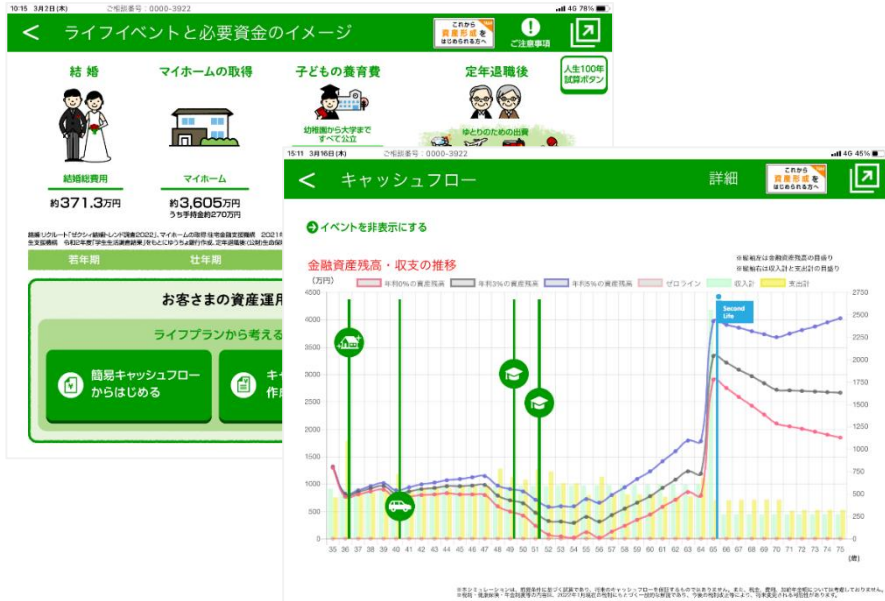 10:15 3月2日(木)
ご相談番号:0000-3922
4G 78%
ライフイベントと必要資金のイメージ
これから
資産形成を
はじめられる方へ
ご注意事項
結婚
マイホームの取得
子どもの養育費
定年退職後
人生100年
試算ボタン
幼稚園から大学まで
すべて公立
ゆとりのための出費
結婚総費用
マイホーム
約371.3万円
約3,605万円
うち手持金約270万円
若年期
壮年期
お客さまの資産運用
ライフプランから考える
簡易キャッシュフロー
からはじめる
15:11 3月16日(木)
ご相談番号:0000-3922
4G 45%
キャッシュフロー
詳細
これから
資産形成を
はじめられる方へ
イベントを非表示にする
金融資産残高・収支の推移
※縦軸左は金融資産残高の目盛り
※縦軸右は収入計と支出計の目盛り
(万円)
年利0%の資産残高 年利3%の資産残高 年利5%の資産残高 ゼロライン 収入計 支出計
4500
4000
3500
3000
2500
2000
1500
1000
500
0
Second
Life
2750
2500
2250
2000
1750
1500
1250
1000
750
500
250
0
35 36 37 38 39 40 41 42 43 44 45 46 47 48 49 50 51 52 53 54 55 56 57 58 59 60 61 62 63 64 65 66 67 68 69 70 71 72 73 74 75
(歳)